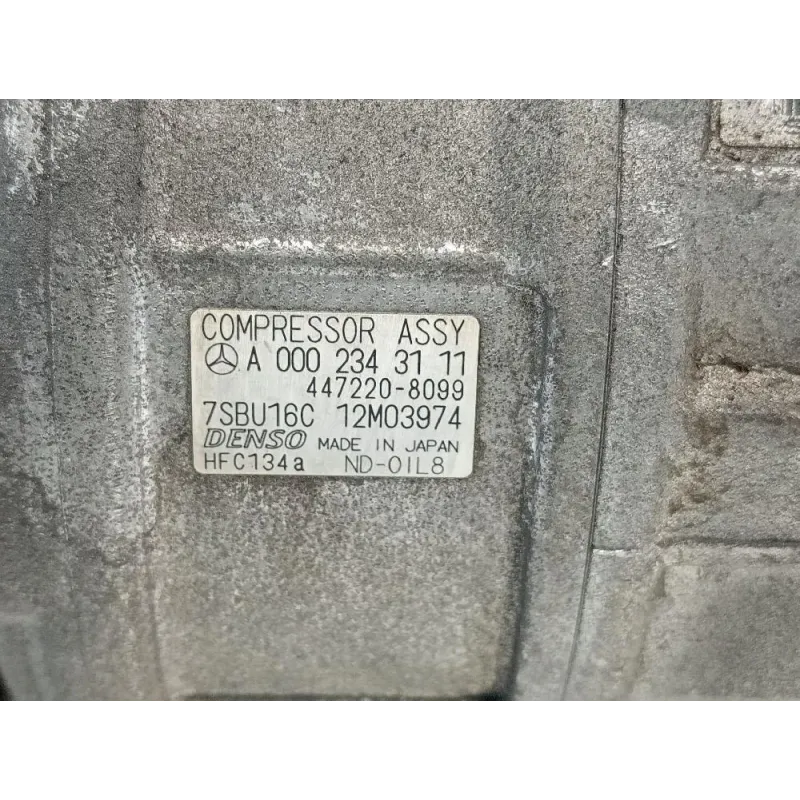 COMPRESSOR ASSY
A 000 234 31 11
447220-8099
7SBU16C 12M03974
DENSO MADE IN JAPAN
HFC134a ND-OIL8